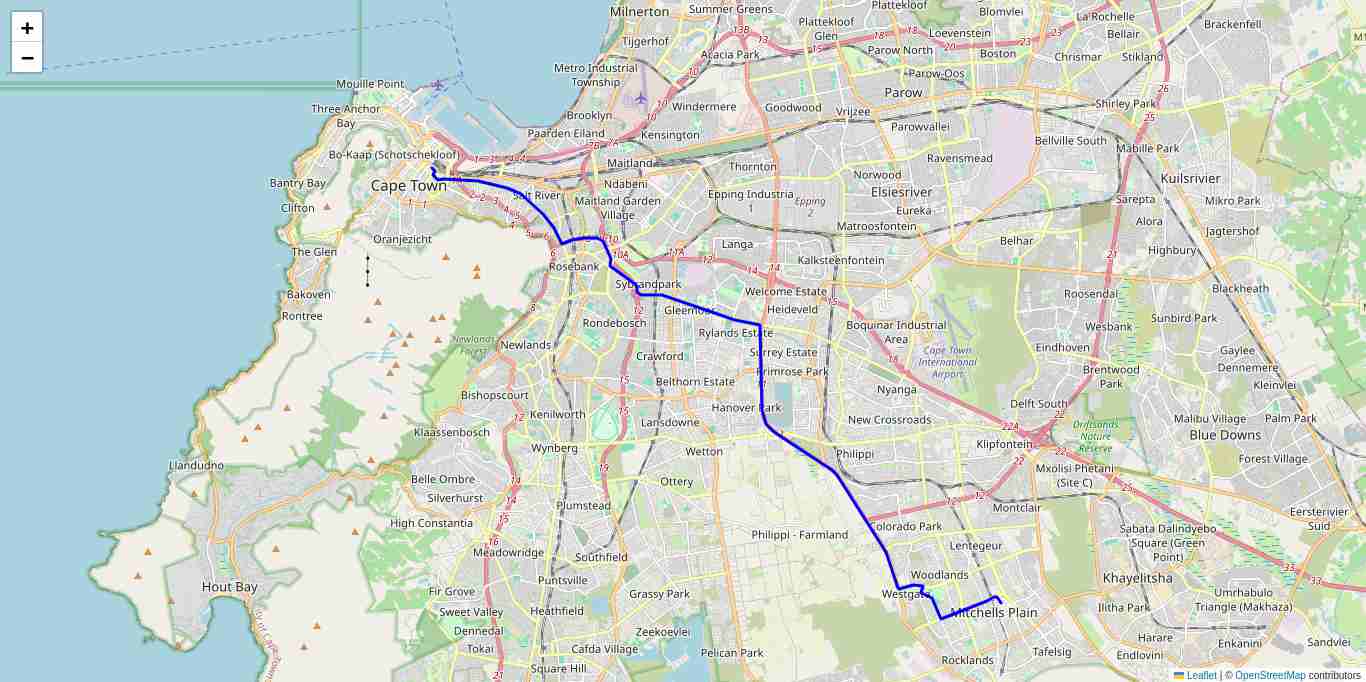 +
−
Milnerton
Summer Greens
Plattekloof
Plattekloof
Glen
Blomvlei
La Rochelle
Bellair
Brackenfell
Tijgerhof
Acacia Park
Loevenstein
Parow North
Boston
Chrismar
Stikland
Metro Industrial
Township
Parow-Oos
Mouille Point
Parow
Three Anchor
Bay
Windermere
Goodwood
Vrijzee
Shirley Park
Brooklyn
Paarden Eiland
Kensington
Parowvallei
Bellville South
Mabille Park
Bo-Kaap (Schotschekloof)
Maitland
Thornton
Ravensmead
Norwood
Kuilsrivier
Bantry Bay
Cape Town
Ndabeni
Elsiesrivier
Salt River
Maitland Garden
Village
Epping Industria
1
Epping
2
Sarepta
Mikro Park
Clifton
Eureka
Alora
Matroosfontein
Jagtershof
Oranjezicht
Langa
Belhar
Highbury
The Glen
Rosebank
Kalksteenfontein
Sybrandpark
Welcome Estate
Roosendal
Blackheath
Bakoven
Rontree
Gleemoor
Heideveld
Rondebosch
Rylands Estate
Boquinar Industrial
Area
Wesbank
Sunbird Park
Newlands
Forest
Newlands
Crawford
Surrey Estate
Cape Town
International
Airport
Eindhoven
Gaylee
Primrose Park
Brentwood
Park
Dennemere
Belthorn Estate
Nyanga
Kleinvlei
Bishopscourt
Hanover Park
Delft South
Kenilworth
Lansdowne
New Crossroads
Malibu Village
Palm Park
Klaassenbosch
Driftsands
Nature
Reserve
Blue Downs
Wynberg
Wetton
Philippi
Klipfontein
Forest Village
Llandudno
Mxolisi Phetani
(Site C)
Belle Ombre
Ottery
Silverhurst
Plumstead
Montclair
Eersterivier
Suid
High Constantia
Colorado Park
Sabata Dalindyebo
Square (Green
Point)
Philippi - Farmland
Meadowridge
Southfield
Lentegeur
Hout Bay
Puntsville
Woodlands
Khayelitsha
Fir Grove
Grassy Park
Westgate
Umrhabulo
Triangle (Makhaza)
Sweet Valley
Heathfield
Mitchells Plain
Ilitha Park
Dennedal
Zeekoevlei
Harare
Enkanini
Sandvlei
Tokai
Cafda Village
Pelican Park
Tafelsig
Endlovini
Square Hill
Rocklands
Leaflet | © OpenStreetMap contributors